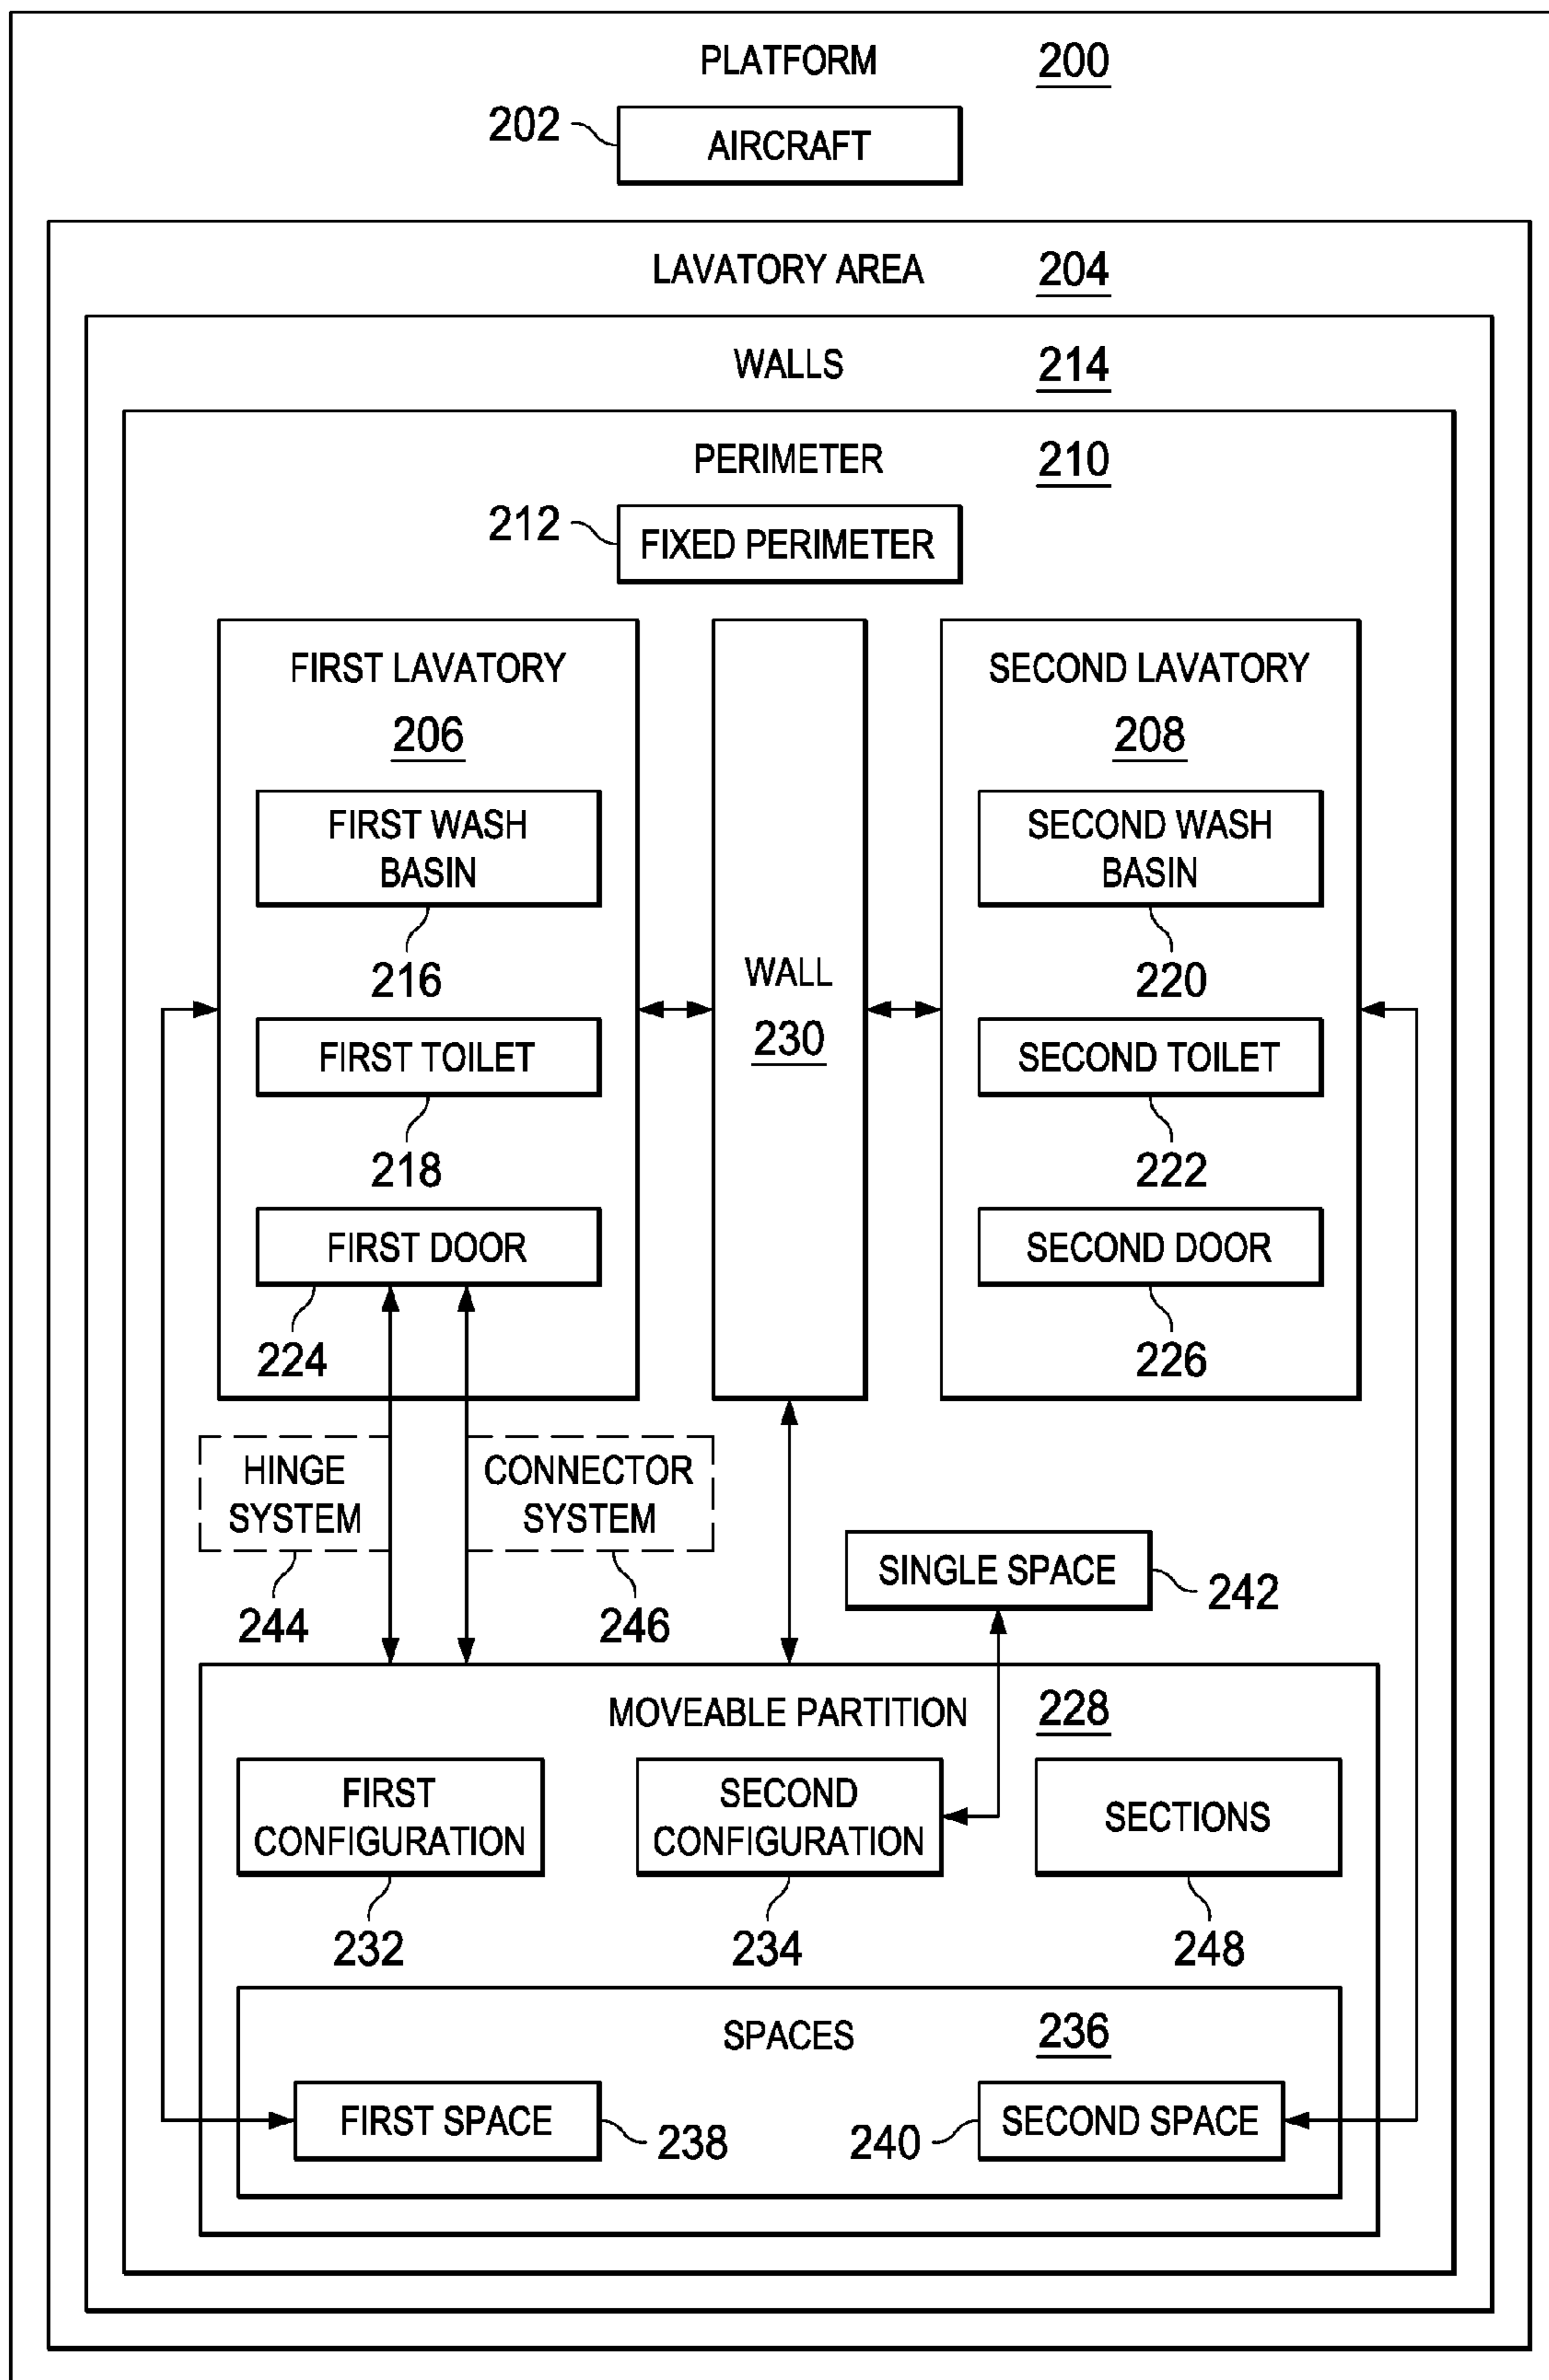 PLATFORM 200
202 AIRCRAFT
LAVATORY AREA 204
WALLS 214
PERIMETER 210
212 FIXED PERIMETER
FIRST LAVATORY
206
FIRST WASH
BASIN
216
FIRST TOILET
218
FIRST DOOR
224
WALL
230
SECOND LAVATORY
208
SECOND WASH
BASIN
220
SECOND TOILET
222
SECOND DOOR
226
HINGE
SYSTEM
244
CONNECTOR
SYSTEM
246
SINGLE SPACE 242
MOVEABLE PARTITION 228
FIRST
CONFIGURATION
232
SECOND
CONFIGURATION
234
SECTIONS
248
SPACES 236
FIRST SPACE 238
240 SECOND SPACE